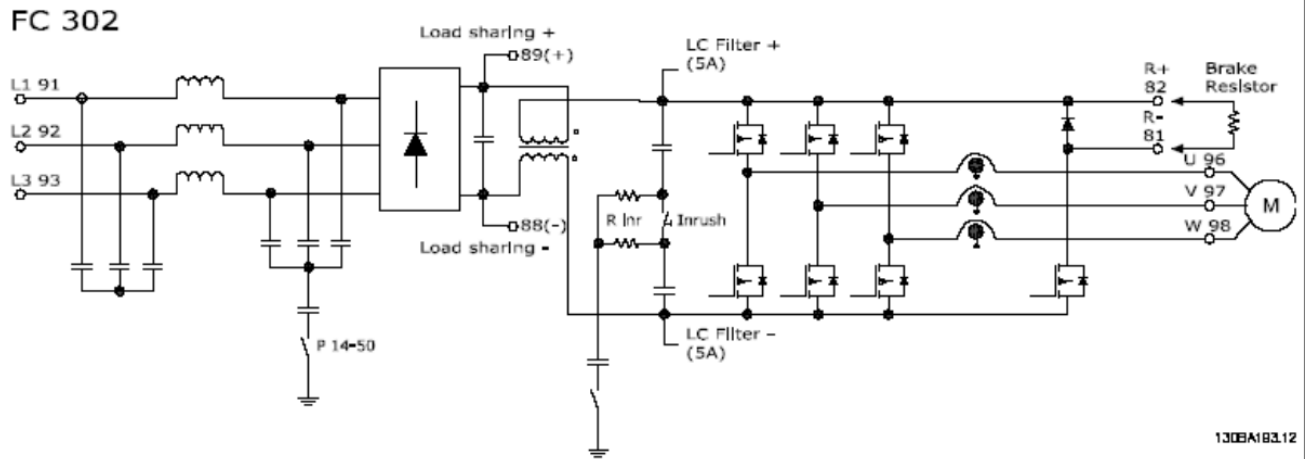 FC 302
Load sharing +
89(+)
LC Filter +
(5A)
R+
82
Brake
Resistor
L1 91
R-
81
L2 92
U 96
L3 93
V 97
M
R inr
Inrush
88(-)
W 98
Load sharing -
LC Filter -
(5A)
P 14-50
130BA193.12